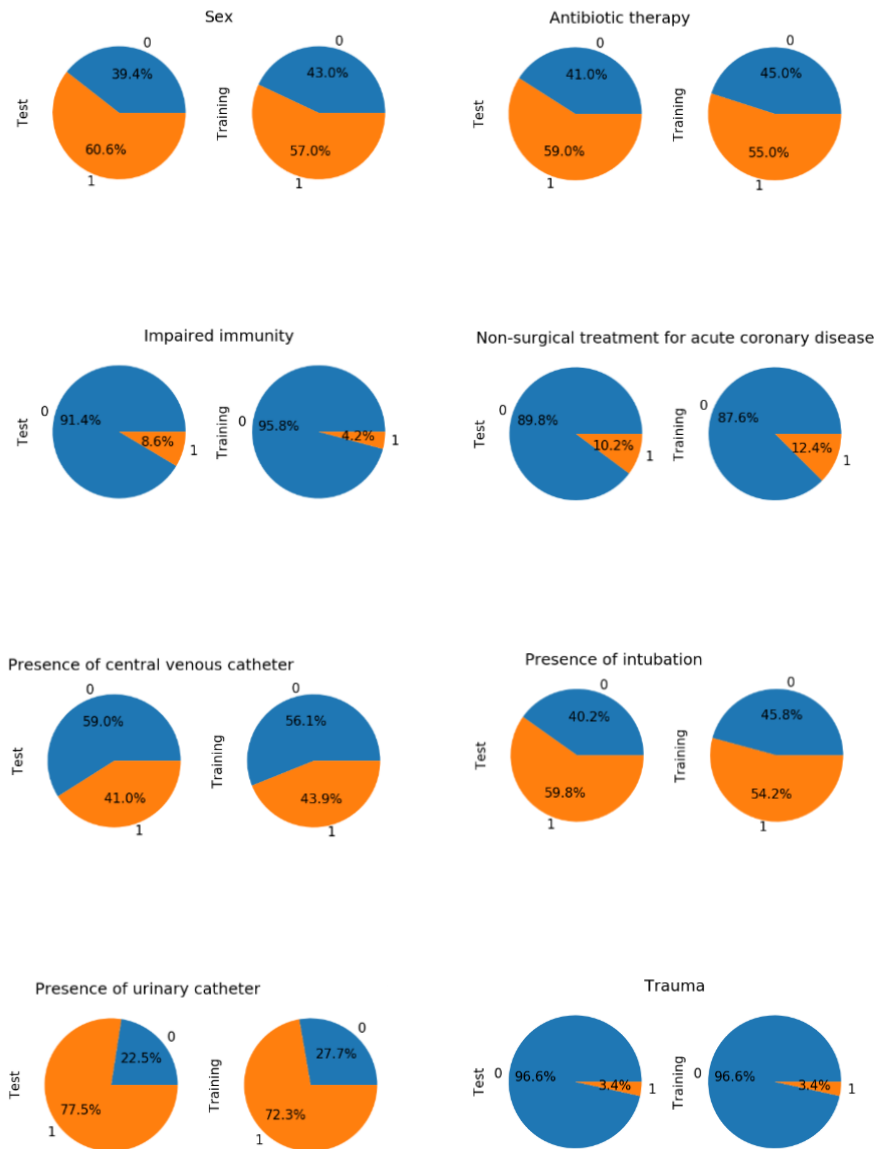 Sex
Test
0
39.4%
60.6%
1
Training
0
43.0%
57.0%
1
Antibiotic therapy
Test
0
41.0%
59.0%
1
Training
0
45.0%
55.0%
1
Impaired immunity
Test
0
91.4%
8.6%
1
Training
0
95.8%
4.2%
1
Non-surgical treatment for acute coronary disease
Test
0
89.8%
10.2%
1
Training
0
87.6%
12.4%
1
Presence of central venous catheter
Test
0
59.0%
41.0%
1
Training
0
56.1%
43.9%
1
Presence of intubation
Test
0
40.2%
59.8%
1
Training
0
45.8%
54.2%
1
Presence of urinary catheter
Test
0
22.5%
77.5%
1
Training
0
27.7%
72.3%
1
Trauma
Test
0
96.6%
3.4%
1
Training
0
96.6%
3.4%
1